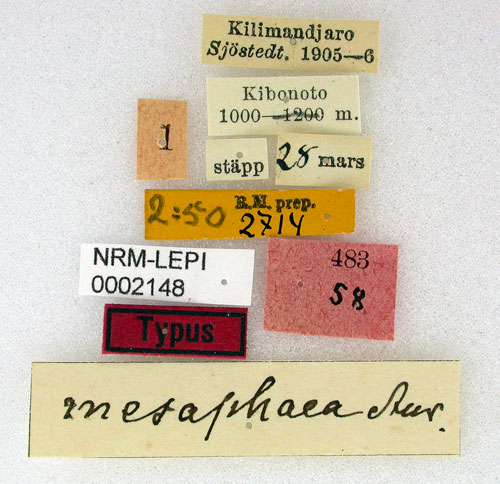 Kilimandjaro
Sjöstedt. 1905—6
Kibonoto
1000—1200 m.
1
stäpp
28 mars
2:50
R.M. prep.
2714
NRM-LEPI
0002148
483
58
Typus
mesaphaea Aur.